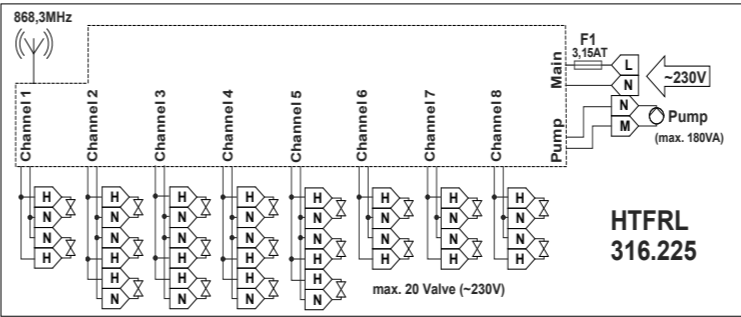 868,3MHz
F1
3,15AT
Main
L
N
~230V
N
M
Pump
Pump
(max. 180VA)
Channel 1
Channel 2
Channel 3
Channel 4
Channel 5
Channel 6
Channel 7
Channel 8
H H H H H H H H
N N N N N N N N
N N N N N N N N
H H H H H H H H
H H H H
N N N N
max. 20 Valve (~230V)
HTFRL
316.225